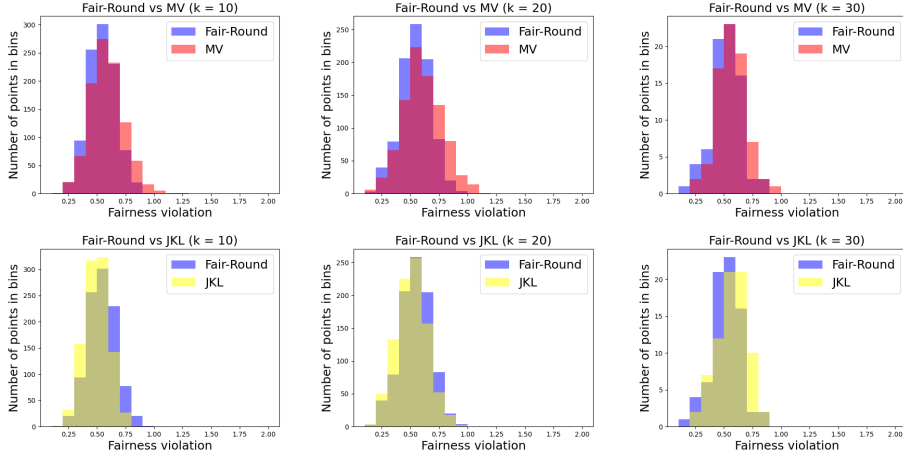 Fair-Round vs MV (k = 10)
Number of points in bins
300
250
200
150
100
50
0
Fair-Round
MV
0.25 0.50 0.75 1.00 1.25 1.50 1.75 2.00
Fairness violation
Fair-Round vs MV (k = 20)
Number of points in bins
250
200
150
100
50
0
Fair-Round
MV
0.25 0.50 0.75 1.00 1.25 1.50 1.75 2.00
Fairness violation
Fair-Round vs MV (k = 30)
Number of points in bins
20
15
10
5
0
Fair-Round
MV
0.25 0.50 0.75 1.00 1.25 1.50 1.75 2.00
Fairness violation
Fair-Round vs JKL (k = 10)
Number of points in bins
300
250
200
150
100
50
0
Fair-Round
JKL
0.25 0.50 0.75 1.00 1.25 1.50 1.75 2.00
Fairness violation
Fair-Round vs JKL (k = 20)
Number of points in bins
250
200
150
100
50
0
Fair-Round
JKL
0.25 0.50 0.75 1.00 1.25 1.50 1.75 2.00
Fairness violation
Fair-Round vs JKL (k = 30)
Number of points in bins
20
15
10
5
0
Fair-Round
JKL
0.25 0.50 0.75 1.00 1.25 1.50 1.75 2.00
Fairness violation